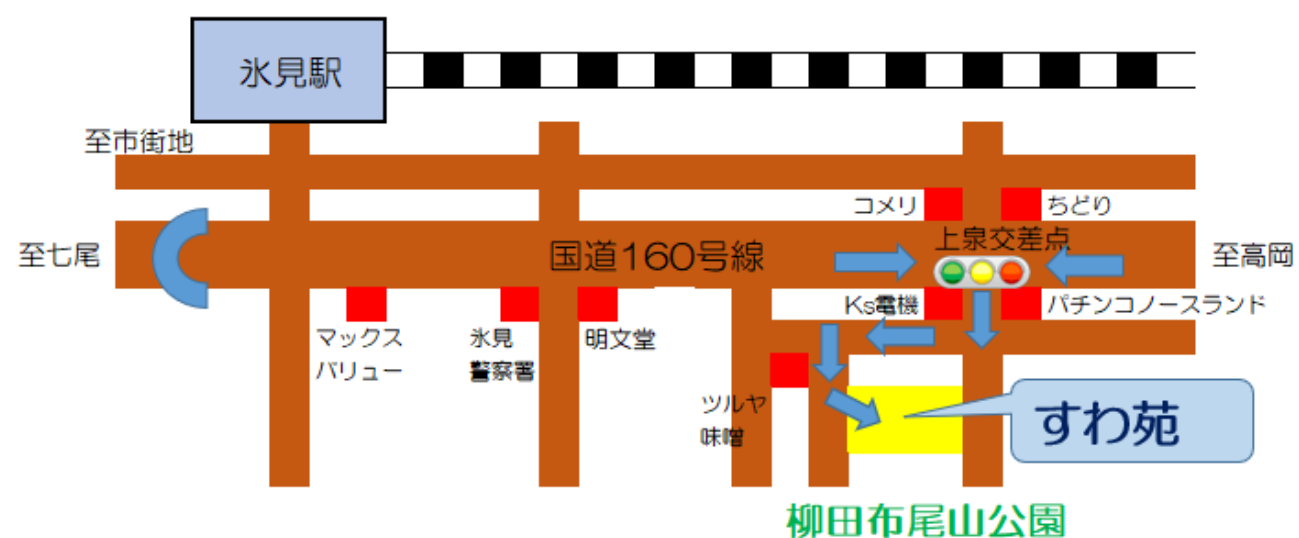 氷見駅
至市街地
コメリ
ちどり
上泉交差点
至七尾
国道160号線
至高岡
Ks電機
パチンコノースランド
マックス
バリュー
氷見
警察署
明文堂
ツルヤ
味噌
すわ苑
柳田布尾山公園